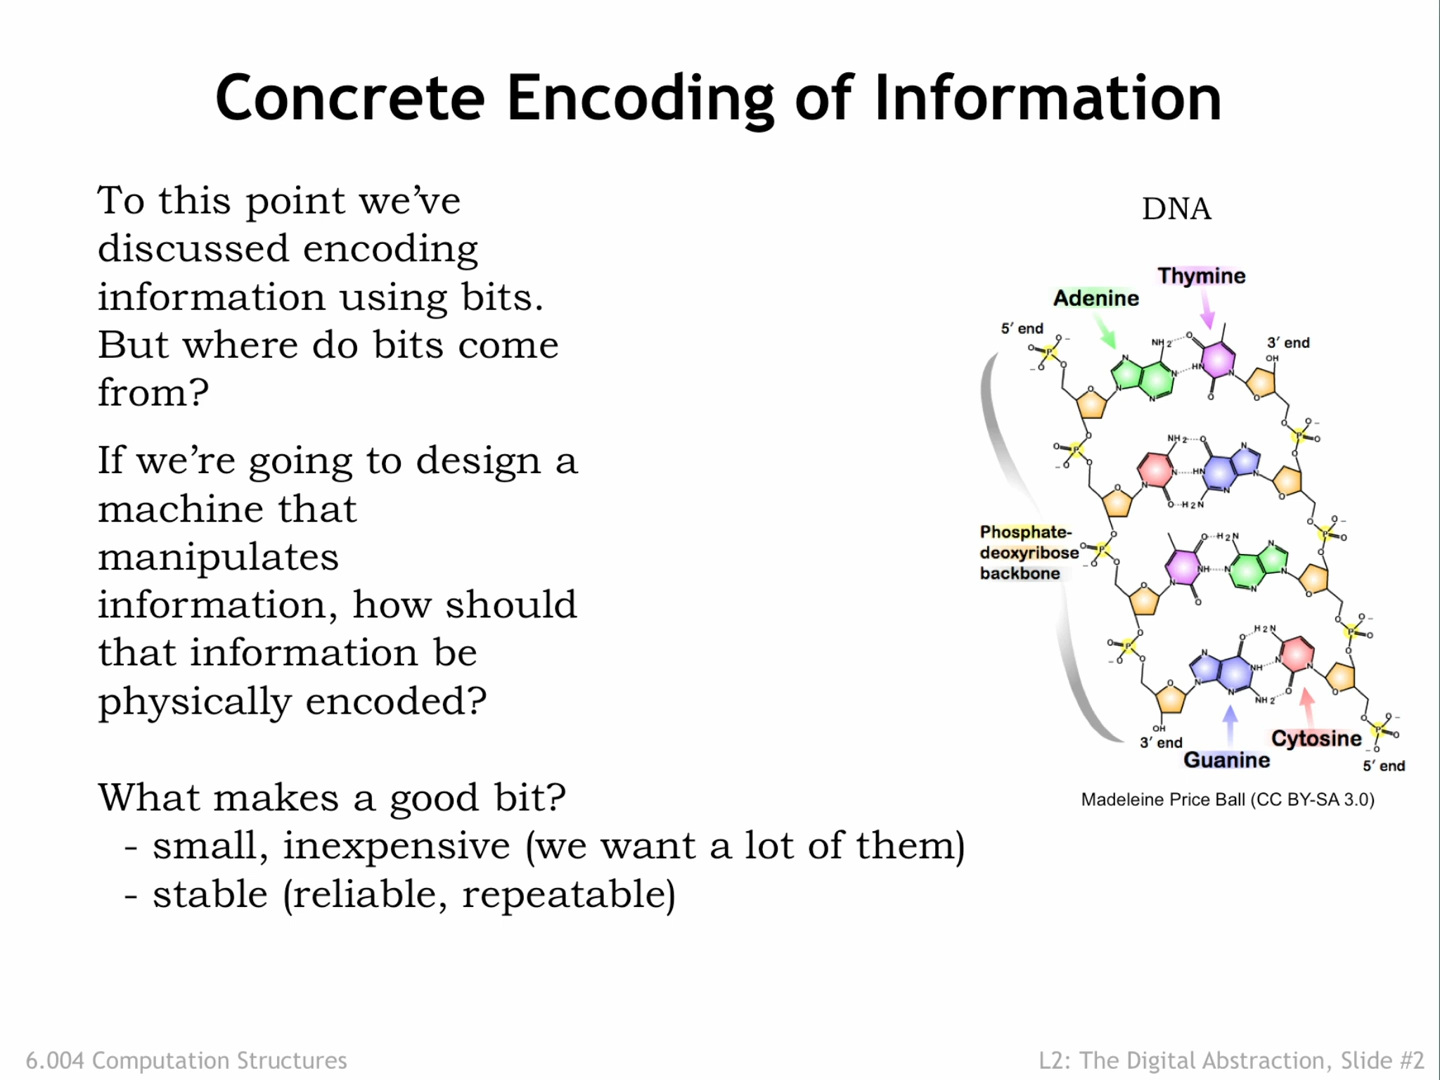 Concrete Encoding of Information
To this point we've
discussed encoding
information using bits.
But where do bits come
from?
If we're going to design a
machine that
manipulates
information, how should
that information be
physically encoded?
What makes a good bit?
- small, inexpensive (we want a lot of them)
- stable (reliable, repeatable)
DNA
Thymine
Adenine
5′ end
3′ end
Phosphate-
deoxyribose
backbone
3′ end
Cytosine
Guanine
5′ end
Madeleine Price Ball (CC BY-SA 3.0)
6.004 Computation Structures
L2: The Digital Abstraction, Slide #2